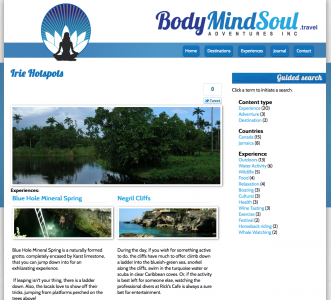 BodyMindSoul.travel
ADVENTURES INC
Home Destinations Experiences Journal Contact
Irie Hotspots
0
Tweet
Experiences:
Blue Hole Mineral Spring
Blue Hole Mineral Spring is a naturally formed
grotto, completely encased by Karst limestone,
that you can jump down into for an
exhilarating experience.
If leaping isn't your thing, there is a ladder
down. Also, the locals love to show off their
tricks, jumping from platforms perched on the
trees above!
Negril Cliffs
During the day, if you wish for something active
to do, the cliffs have much to offer: climb down
a ladder into the blueish-green sea, snorkel
along the cliffs, swim in the turquoise water or
scuba in clear Caribbean coves. Or, if the activity
is best left for someone else, watching the
professional divers at Rick's Cafe is always a sure
bet for entertainment.
Guided search
Click a term to initiate a search.
Content type
Experience (20)
Adventure (3)
Destination (2)
Countries
Canada (15)
Jamaica (8)
Experience
Outdoors (13)
Water Activity (6)
Wildlife (5)
Food (4)
Relaxation (4)
Boating (3)
Cultural (3)
Health (3)
Wine Tasting (3)
Exercise (2)
Festival (2)
Horseback riding (2)
Whale Watching (2)